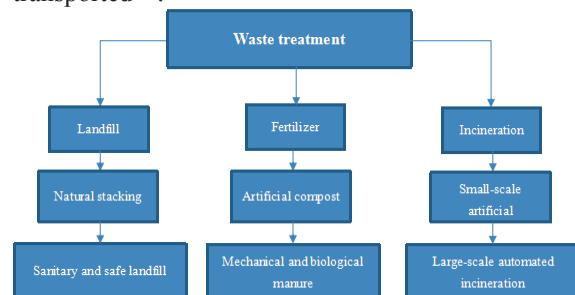 transported
Waste treatment
Landfill
Fertilizer
Incineration
Natural stacking
Artificial compost
Small-scale
artificial
Sanitary and safe landfill
Mechanical and biological
manure
Large-scale automated
incineration